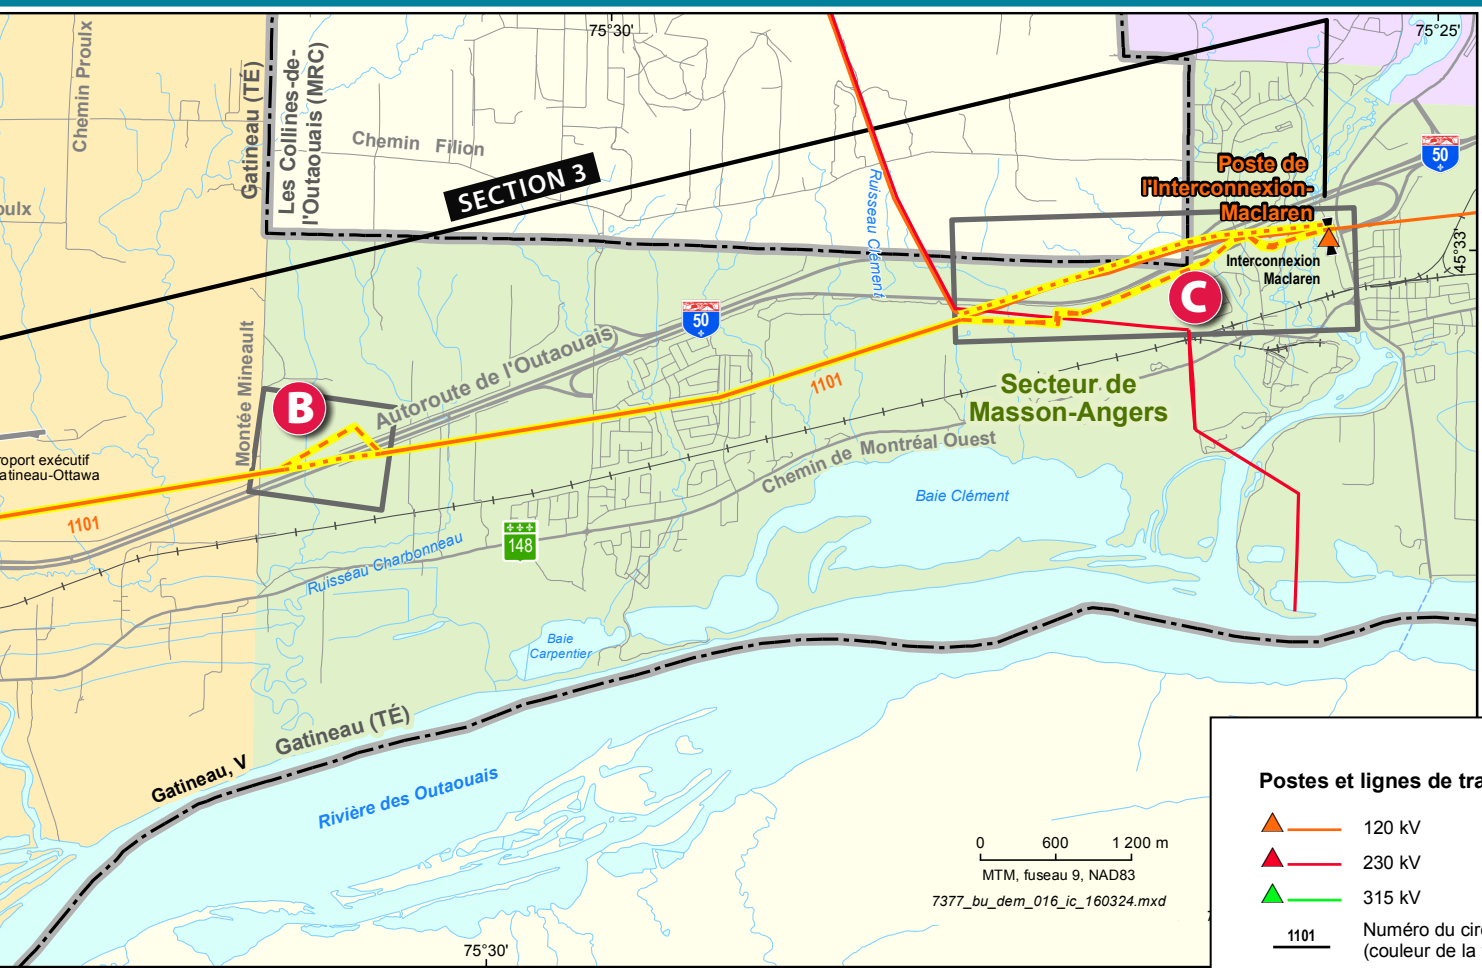 75°30'
75°25'
Chemin Proulx
Gatineau (TÉ)
Les Collines-de-
l'Outaouais (MRC)
Chemin Filion
SECTION 3
Ruisseau Clément
50
Poste de
l'Interconnexion-
Maclaren
Interconnexion
Maclaren
45°33'
C
50
Montée Mineault
B
Autoroute de l'Outaouais
1101
Secteur de
Masson-Angers
Chemin de Montréal Ouest
Baie Clément
1101
148
Ruisseau Charbonneau
Baie
Carpentier
Gatineau (TÉ)
Gatineau, V
Rivière des Outaouais
0 600 1 200 m
MTM, fuseau 9, NAD83
7377_bu_dem_016_ic_160324.mxd
75°30'
Postes et lignes de
120 kV
230 kV
315 kV
1101
Numéro du
(couleur de la